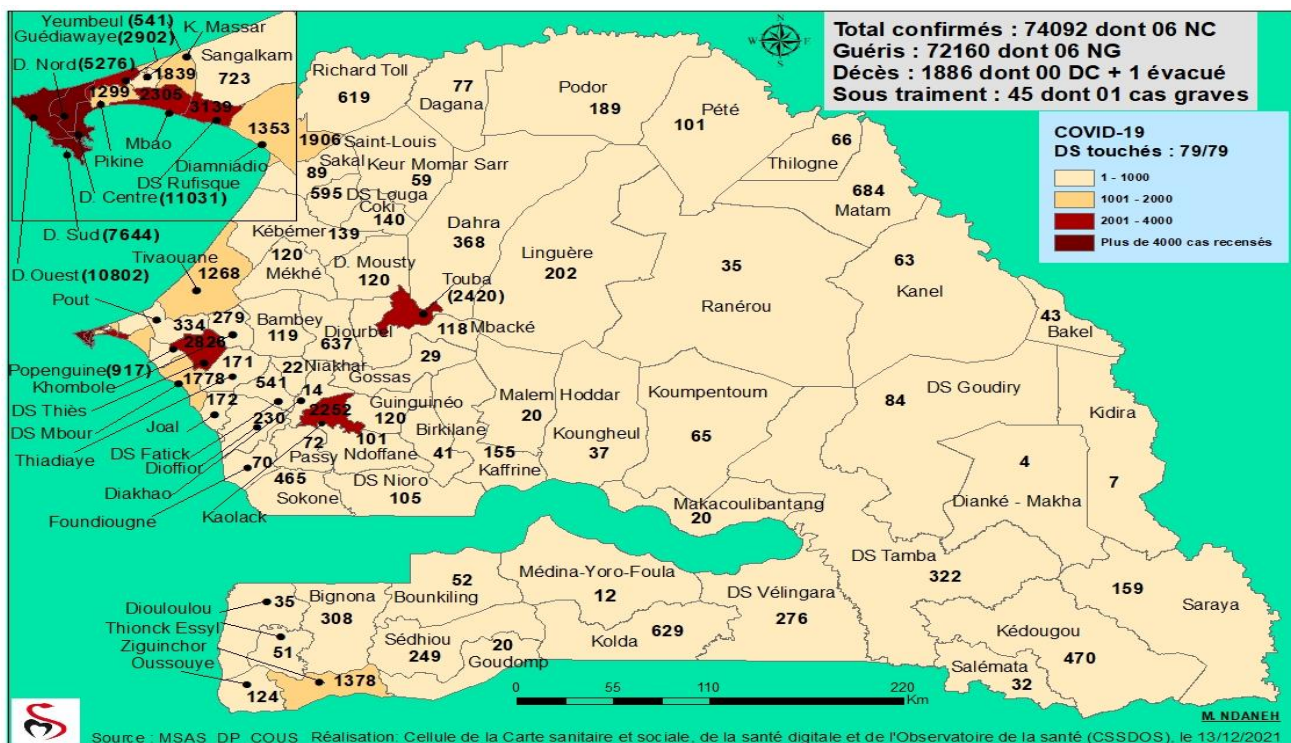 Total confirmés : 74092 dont 06 NC
Guéris : 72160 dont 06 NG
Décès : 1886 dont 00 DC + 1 évacué
Sous traiment : 45 dont 01 cas graves
COVID-19
DS touchés : 79/79
1 - 1000
1001 - 2000
2001 - 4000
Plus de 4000 cas recensés
Yeumbeul (541)
Guédiawaye (2902)
K. Massar
Sangalkam
D. Nord (5276)
1839
723
1299
2305
3139
1353
Mbao
Pikine
Diamniadio
DS Rufisque
D. Centre (11031)
D. Sud (7644)
D.Ouest (10802)
Richard Toll
619
77
Dagana
Podor
189
Pété
101
66
Thilogne
684
Matam
1906
Saint-Louis
Sakal
89
Keur Momar Sarr
59
595
DS Louga
Coki
140
Dahra
368
Linguère
202
35
Ranérou
63
Kanel
43
Bakel
Kébémer
139
120
Mékhé
D. Mousty
120
Tivaouane
1268
Touba
(2420)
118
Mbacké
Pout
334
279
Bambey
119
Diourbel
637
29
2826
171
22
Niakhar
Gossas
Popenguine (917)
Khombole
1778
541
14
DS Thiès
172
2252
Guinguinéo
120
DS Mbour
Joal
230
Thiadiaye
DS Fatick
72
Passy
101
Ndoffane
Birkilane
41
155
Kaffrine
Dioffior
70
Diakhao
465
Sokone
DS Nioro
105
Foundiougne
Kaolack
Malem Hoddar
20
Koungheul
37
Koumpentoum
65
DS Goudiry
84
Kidira
7
4
Dianké - Makha
Makacoulibantang
20
DS Tamba
322
159
Saraya
Kédougou
470
Salémata
32
Médina-Yoro-Foula
12
DS Vélingara
276
52
Bounkiling
Diouloulou
35
Bignona
308
Thionck Essyl
51
Ziguinchor
Oussouye
124
1378
Sédhiou
249
20
Goudomp
Kolda
629
0 55 110 220
Km
M. NDANEH
Source : MSAS_DP_COUS Réalisation: Cellule de la Carte sanitaire et sociale, de la santé digitale et de l'Observatoire de la santé (CSSDOS), le 13/12/2021